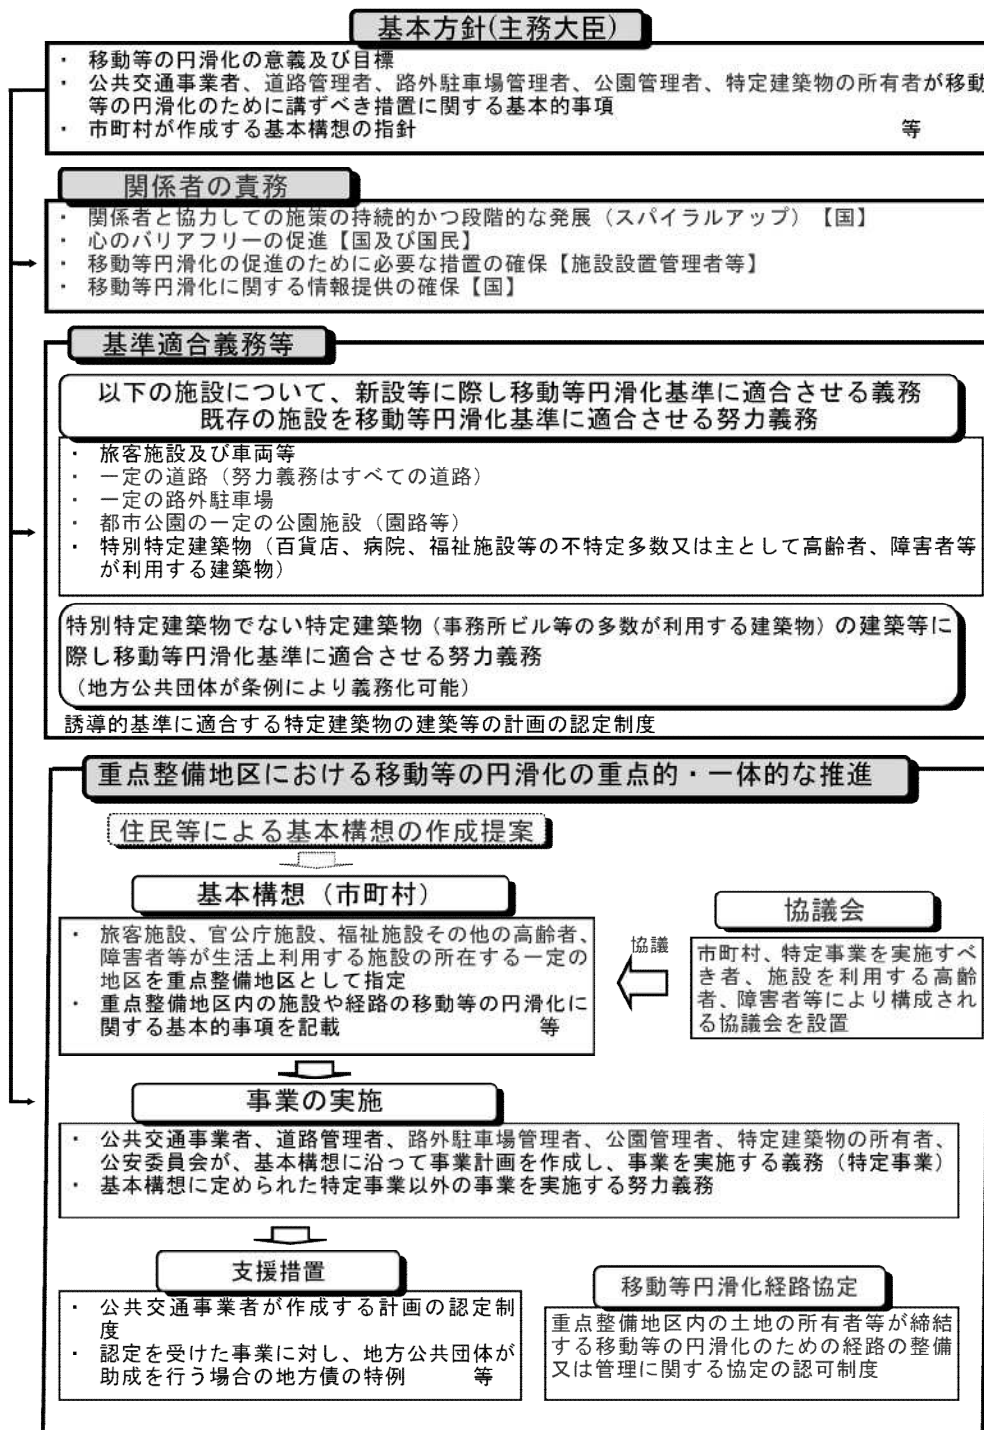 基本方針(主務大臣)
・ 移動等の円滑化の意義及び目標
・ 公共交通事業者、道路管理者、路外駐車場管理者、公園管理者、特定建築物の所有者が移動
等の円滑化のために講ずべき措置に関する基本的事項
・ 市町村が作成する基本構想の指針 等
関係者の責務
・ 関係者と協力しての施策の持続的かつ段階的な発展（スパイラルアップ）【国】
・ 心のバリアフリーの促進【国及び国民】
・ 移動等円滑化の促進のために必要な措置の確保【施設設置管理者等】
・ 移動等円滑化に関する情報提供の確保【国】
基準適合義務等
以下の施設について、新設等に際し移動等円滑化基準に適合させる義務
既存の施設を移動等円滑化基準に適合させる努力義務
・ 旅客施設及び車両等
・ 一定の道路（努力義務はすべての道路）
・ 一定の路外駐車場
・ 都市公園の一定の公園施設（園路等）
・ 特別特定建築物（百貨店、病院、福祉施設等の不特定多数又は主として高齢者、障害者等
が利用する建築物）
特別特定建築物でない特定建築物（事務所ビル等の多数が利用する建築物）の建築等に
際し移動等円滑化基準に適合させる努力義務
（地方公共団体が条例により義務化可能）
誘導的基準に適合する特定建築物の建築等の計画の認定制度
重点整備地区における移動等の円滑化の重点的・一体的な推進
住民等による基本構想の作成提案
基本構想（市町村）
・ 旅客施設、官公庁施設、福祉施設その他の高齢者、
障害者等が生活上利用する施設の所在する一定の
地区を重点整備地区として指定
・ 重点整備地区内の施設や経路の移動等の円滑化に
関する基本的事項を記載 等
協議
協議会
市町村、特定事業を実施すべ
き者、施設を利用する高齢
者、障害者等により構成され
る協議会を設置
事業の実施
・ 公共交通事業者、道路管理者、路外駐車場管理者、公園管理者、特定建築物の所有者、
公安委員会が、基本構想に沿って事業計画を作成し、事業を実施する義務（特定事業）
・ 基本構想に定められた特定事業以外の事業を実施する努力義務
支援措置
・ 公共交通事業者が作成する計画の認定制
度
・ 認定を受けた事業に対し、地方公共団体が
助成を行う場合の地方債の特例 等
移動等円滑化経路協定
重点整備地区内の土地の所有者等が締結
する移動等の円滑化のための経路の整備
又は管理に関する協定の認可制度